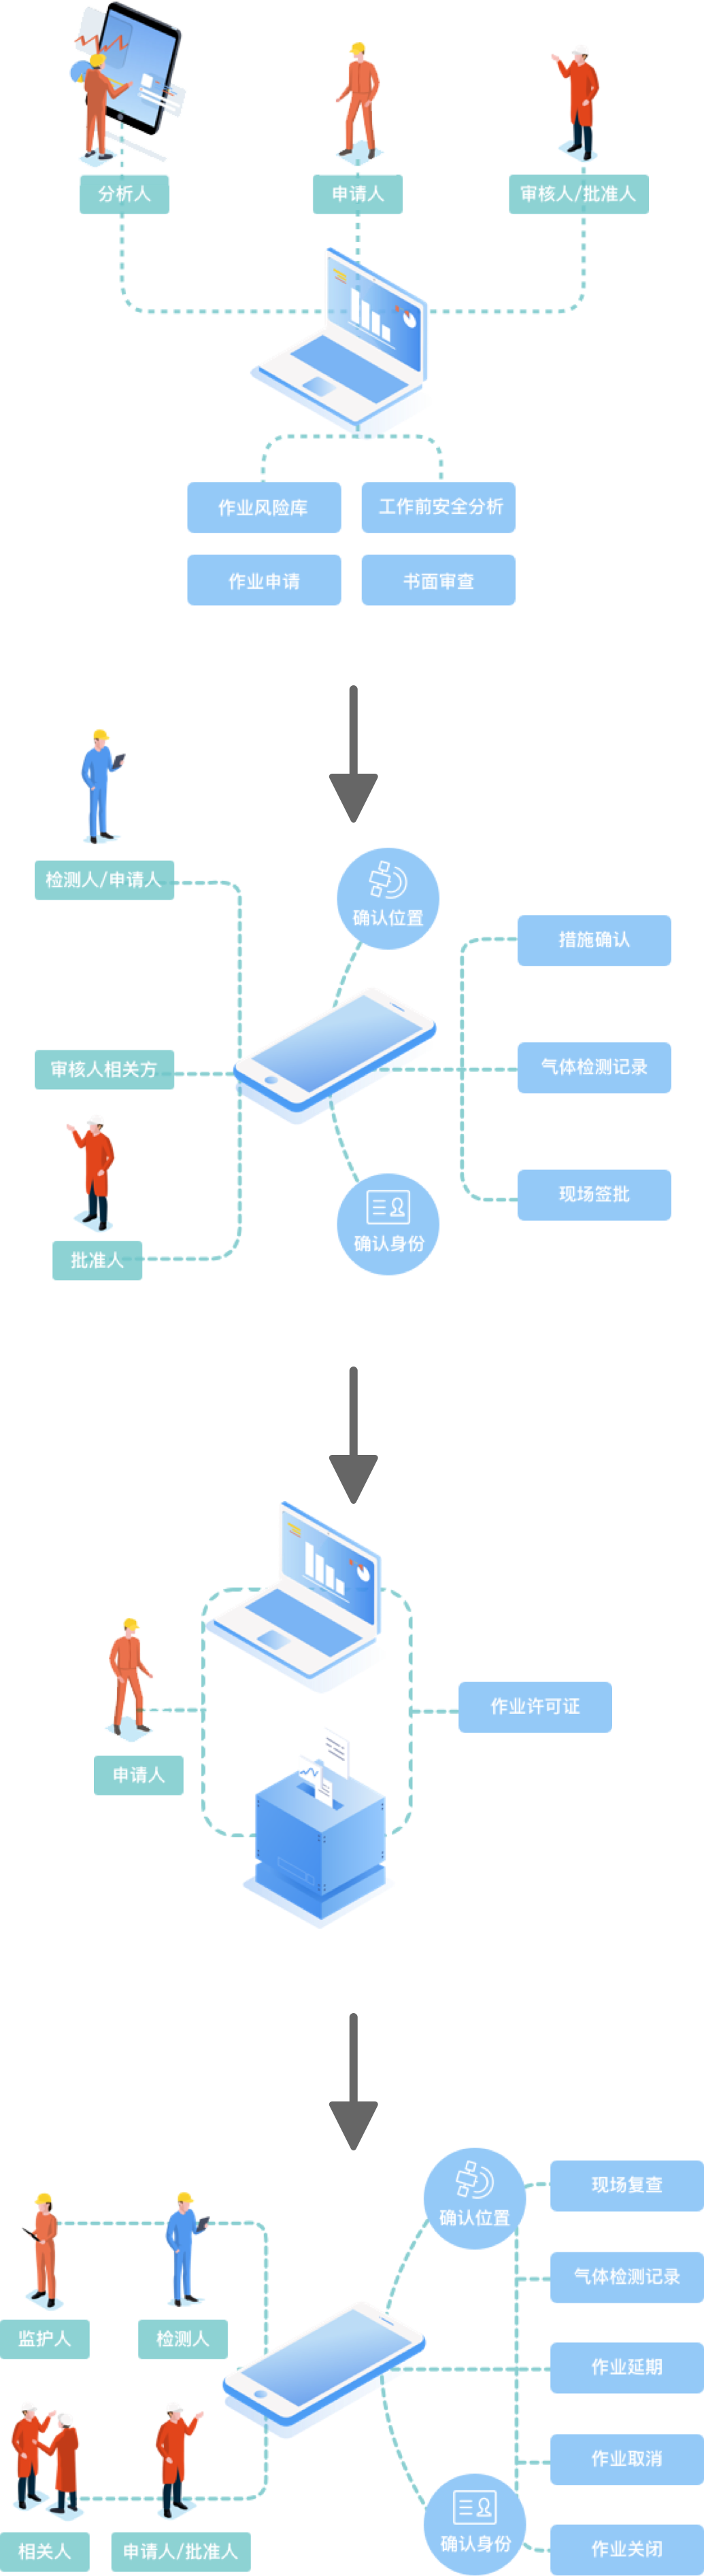 分析人
申请人
审核人/批准人
作业风险库
工作前安全分析
作业申请
书面审查
检测人/申请人
确认位置
措施确认
审核人相关方
气体检测记录
现场签批
确认身份
批准人
作业许可证
申请人
现场复查
确认位置
气体检测记录
监护人
检测人
作业延期
作业取消
确认身份
相关人
申请人/批准人
作业关闭